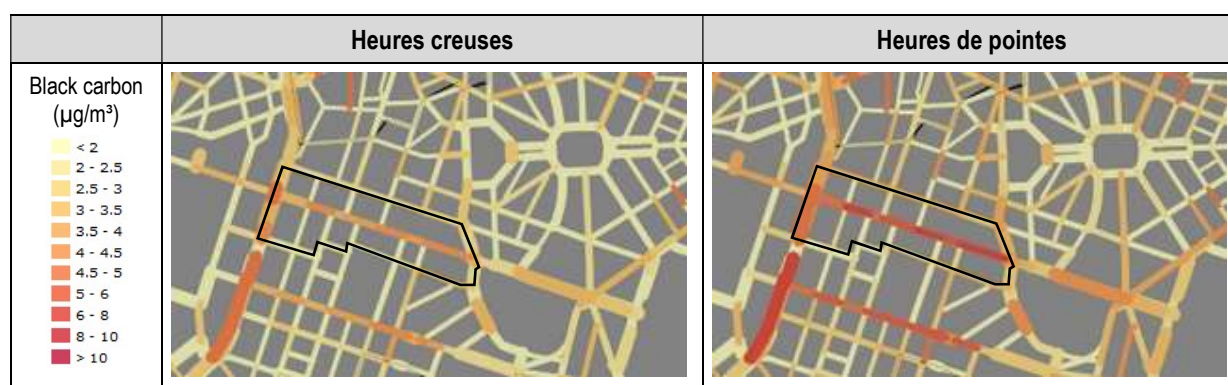 Heures creuses
Heures de pointes
Black carbon
(µg/m³)
< 2
2 - 2.5
2.5 - 3
3 - 3.5
3.5 - 4
4 - 4.5
4.5 - 5
5 - 6
6 - 8
8 - 10
> 10